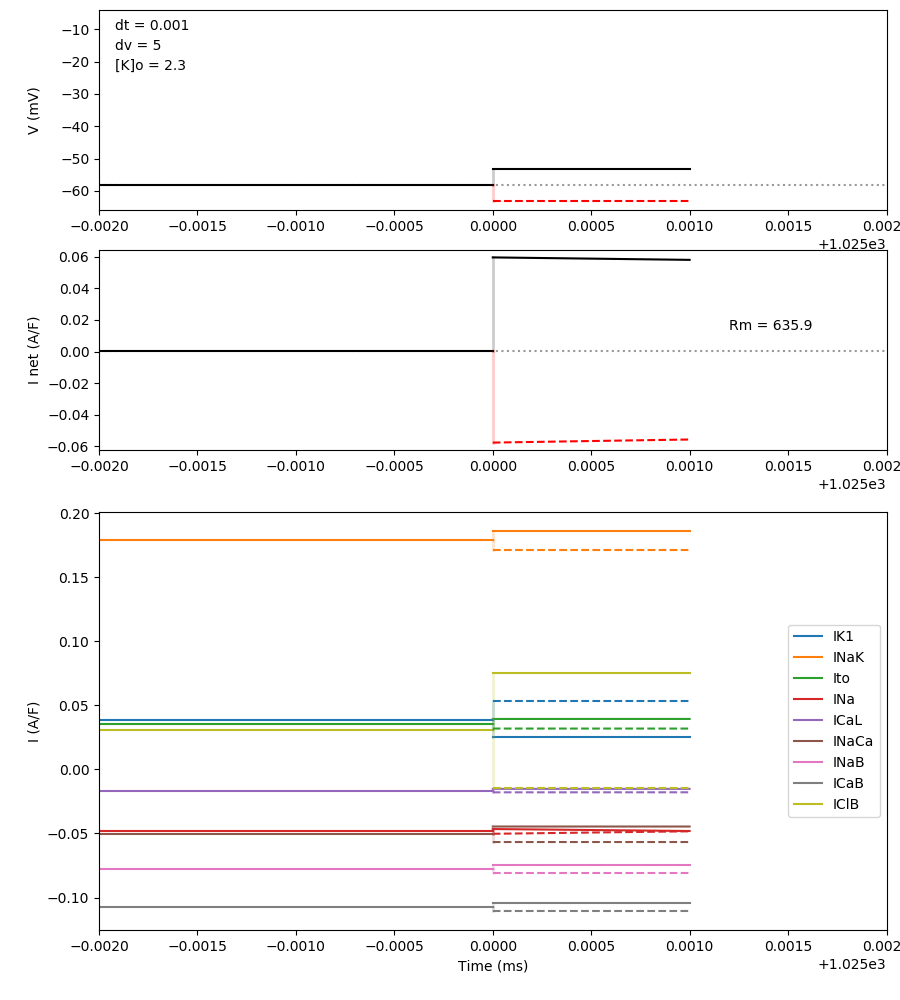 dt = 0.001
dv = 5
[K]o = 2.3
V (mV)
−10
−20
−30
−40
−50
−60
−0.0020 −0.0015 −0.0010 −0.0005 0.0000 0.0005 0.0010 0.0015 0.002
+1.025e3
I net (A/F)
0.06
0.04
0.02
0.00
−0.02
−0.04
−0.06
Rm = 635.9
−0.0020 −0.0015 −0.0010 −0.0005 0.0000 0.0005 0.0010 0.0015 0.002
+1.025e3
I (A/F)
0.20
0.15
0.10
0.05
0.00
−0.05
−0.10
IK1
INaK
Ito
INa
ICaL
INaCa
INaB
ICaB
IClB
−0.0020 −0.0015 −0.0010 −0.0005 0.0000 0.0005 0.0010 0.0015 0.002
Time (ms)
+1.025e3